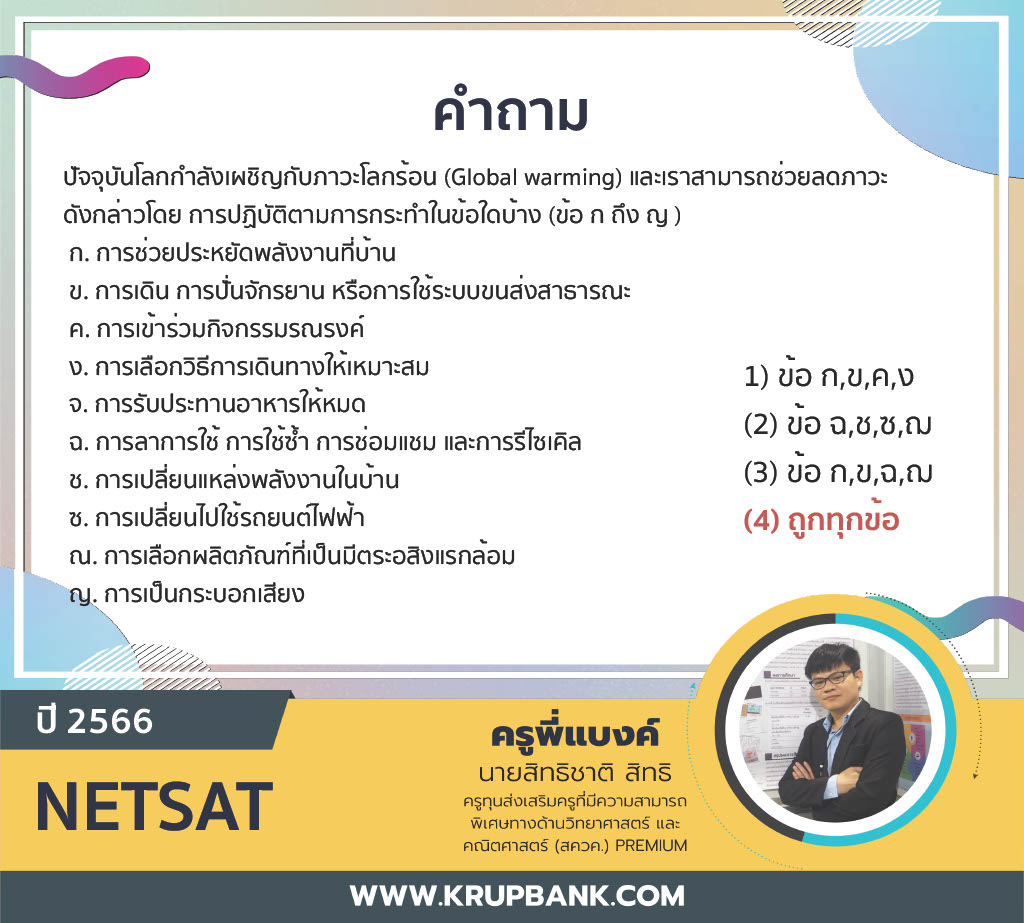 คำถาม
ปัจจุบันโลกกำลังเผชิญกับภาวะโลกร้อน (Global warming) และเราสามารถช่วยลดภาวะ
ดังกล่าวโดย การปฏิบัติตามการกระทำในข้อใดบ้าง (ข้อ ก ถึง ญ )
ก. การช่วยประหยัดพลังงานที่บ้าน
ข. การเดิน การปั่นจักรยาน หรือการใช้ระบบขนส่งสาธารณะ
ค. การเข้าร่วมกิจกรรมรณรงค์
ง. การเลือกวิธีการเดินทางให้เหมาะสม
จ. การรับประทานอาหารให้หมด
ฉ. การลาการใช้ การใช้ซ้ำ การซ่อมแซม และการรีไซเคิล
ช. การเปลี่ยนแหล่งพลังงานในบ้าน
ซ. การเปลี่ยนไปใช้รถยนต์ไฟฟ้า
ณ. การเลือกผลิตภัณฑ์ที่เป็นมีตระอสิงแรกล้อม
ญ. การเป็นกระบอกเสียง
1) ข้อ ก,ข,ค,ง
(2) ข้อ ฉ,ช,ซ,ฌ
(3) ข้อ ก,ข,ฉ,ฌ
(4) ถูกทุกข้อ
ปี 2566
NETSAT
ครูพี่แบงค์
นายสิทธิชาติ สิทธิ
ครูทุนส่งเสริมครูที่มีความสามารถ
พิเศษทางด้านวิทยาศาสตร์ และ
คณิตศาสตร์ (สควค.) PREMIUM
WWW.KRUPBANK.COM